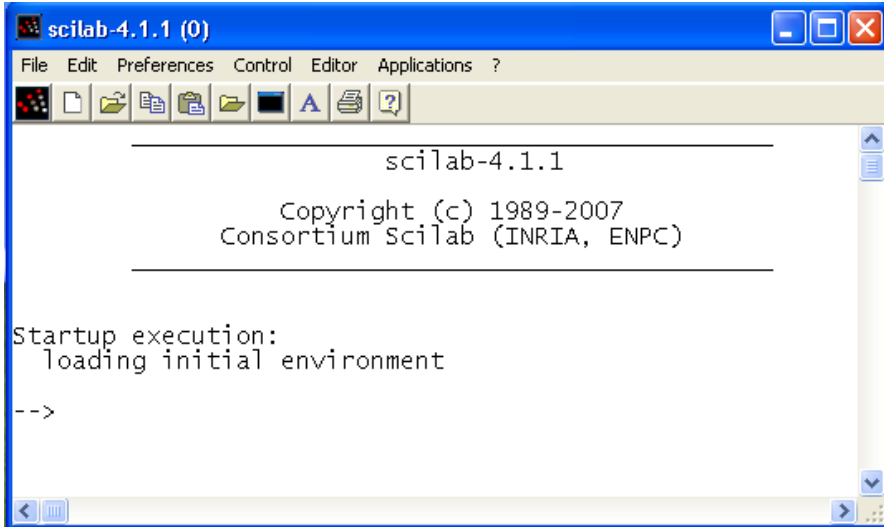 scilab-4.1.1 (0)
File Edit Preferences Control Editor Applications ?
A ?
scilab-4.1.1
Copyright (c) 1989-2007
Consortium Scilab (INRIA, ENPC)
Startup execution:
loading initial environment
-->